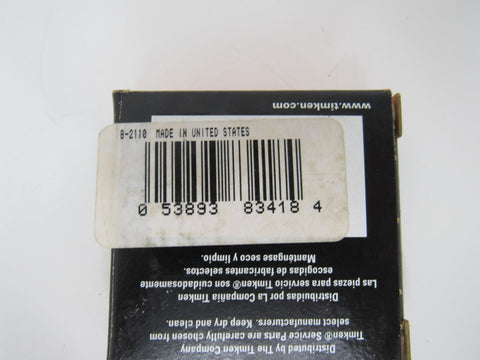 B-2110 MADE IN UNITED STATES
0 53893 83418 4
www.timken.com
Distributed by The Timken Company
Timken® Service Parts are carefully chosen from
select manufacturers. Keep dry and clean.
Distribuidas por La Compañía Timken
Las piezas para servicio Timken® son cuidadosamente
escogidas de fabricantes selectos.
Manténgase seco y limpio.